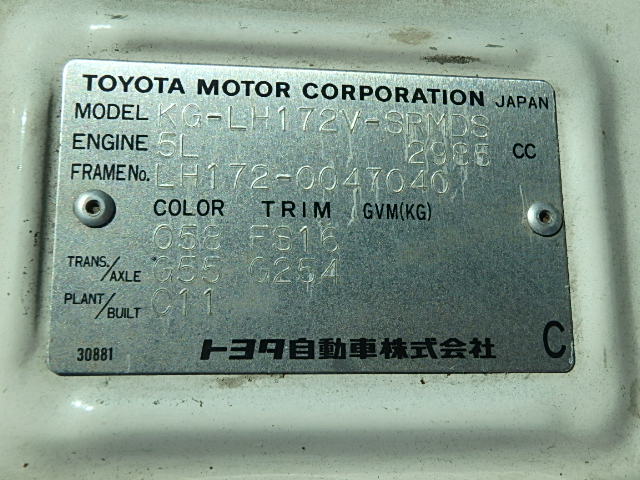 TOYOTA MOTOR CORPORATION JAPAN
MODEL KG-LH172V-SRMDS
ENGINE 5L 2985 CC
FRAME No. LH172-0047040
COLOR TRIM GVM(KG)
058 FS16
TRANS./AXLE G55 G254
PLANT/BUILT C11
30881 トヨタ自動車株式会社 C